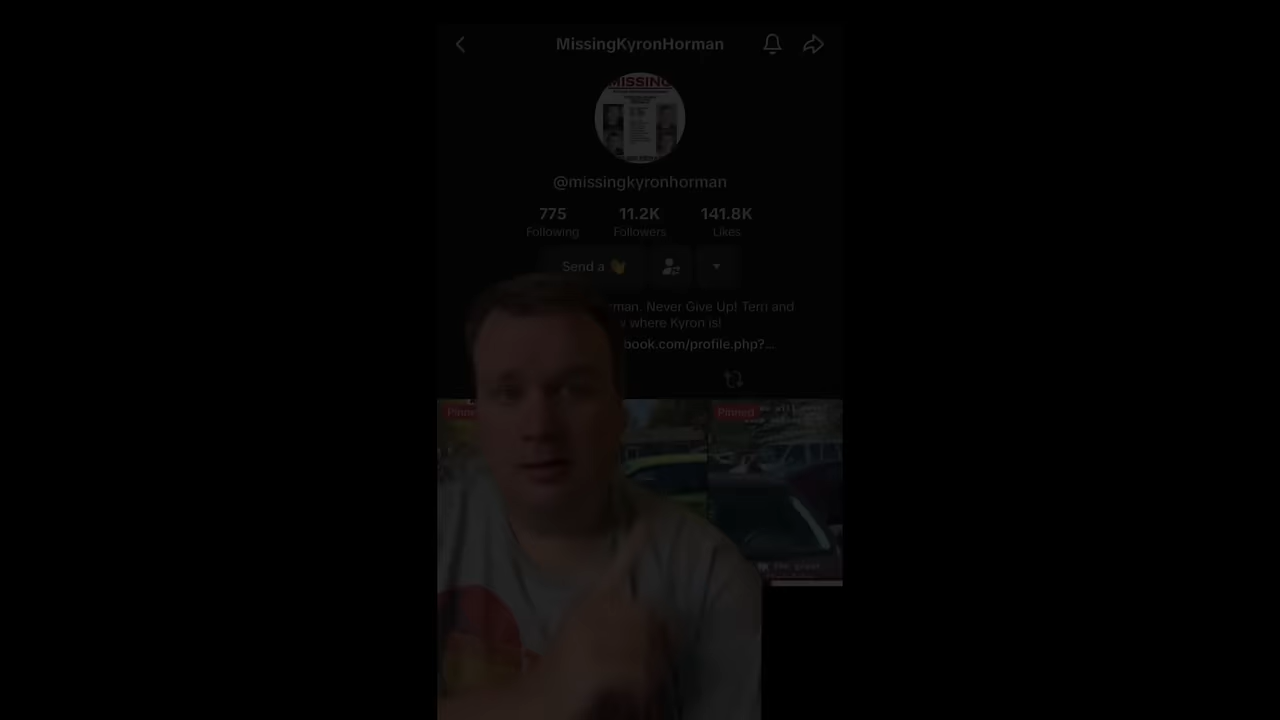 MissingKyronHorman
MISSING
@missingkyronhorman
775
11.2K
141.8K
Following
Followers
Likes
Send a 👋
rman. Never Give Up! Terri and
where Kyron is!
book.com/profile.php?...
Pinne
Pinned